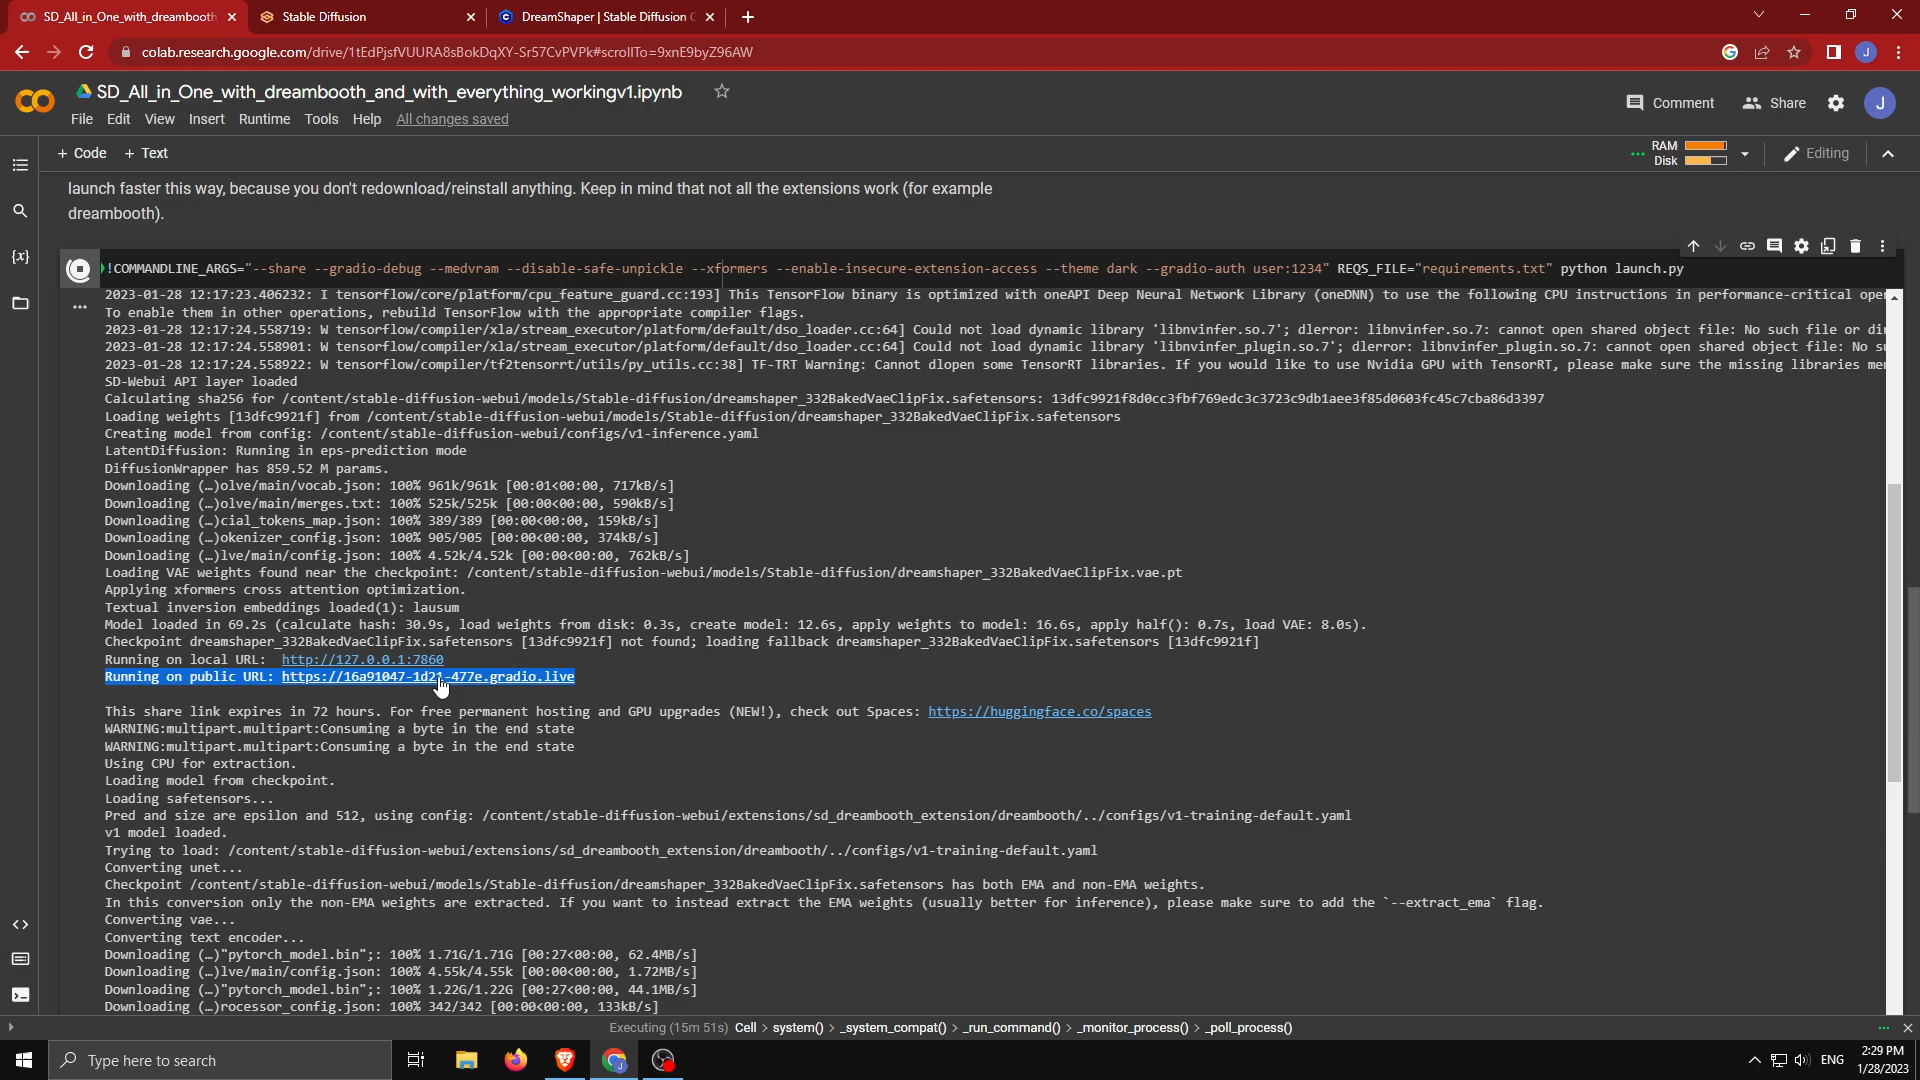 SD_All_in_One_with_dreambooth
Stable Diffusion
DreamShaper | Stable Diffusion C
colab.research.google.com/drive/1tEdPjsfVUURA8sBokDqXY-Sr57CvPVPk#scrollTo=9xnE9byZ96AW
J
SD_All_in_One_with_dreambooth_and_with_everything_workingv1.ipynb
Comment
Share
J
File Edit View Insert Runtime Tools Help All changes saved
+ Code + Text
RAM
Disk
Editing
launch faster this way, because you don't redownload/reinstall anything. Keep in mind that not all the extensions work (for example
dreambooth).
!COMMANDLINE_ARGS="--share --gradio-debug --medvram --disable-safe-unpickle --xformers --enable-insecure-extension-access --theme dark --gradio-auth user:1234" REQS_FILE="requirements.txt" python launch.py
2023-01-28 12:17:23.406232: I tensorflow/core/platform/cpu_feature_guard.cc:193] This TensorFlow binary is optimized with oneAPI Deep Neural Network Library (oneDNN) to use the following CPU instructions in performance-critical ope
To enable them in other operations, rebuild TensorFlow with the appropriate compiler flags.
2023-01-28 12:17:24.558719: W tensorflow/compiler/xla/stream_executor/platform/default/dso_loader.cc:64] Could not load dynamic library 'libnvinfer.so.7'; dlerror: libnvinfer.so.7: cannot open shared object file: No such file or di
2023-01-28 12:17:24.558901: W tensorflow/compiler/xla/stream_executor/platform/default/dso_loader.cc:64] Could not load dynamic library 'libnvinfer_plugin.so.7'; dlerror: libnvinfer_plugin.so.7: cannot open shared object file: No s
2023-01-28 12:17:24.558922: W tensorflow/compiler/tf2tensorrt/utils/py_utils.cc:38] TF-TRT Warning: Cannot dlopen some TensorRT libraries. If you would like to use Nvidia GPU with TensorRT, please make sure the missing libraries me
SD-Webui API layer loaded
Calculating sha256 for /content/stable-diffusion-webui/models/Stable-diffusion/dreamshaper_332BakedVaeClipFix.safetensors: 13dfc9921f8d0cc3fbf769edc3c3723c9db1aee3f85d0603fc45c7cba86d3397
Loading weights [13dfc9921f] from /content/stable-diffusion-webui/models/Stable-diffusion/dreamshaper_332BakedVaeClipFix.safetensors
Creating model from config: /content/stable-diffusion-webui/configs/v1-inference.yaml
LatentDiffusion: Running in eps-prediction mode
DiffusionWrapper has 859.52 M params.
Downloading (…)olve/main/vocab.json: 100% 961k/961k [00:01<00:00, 717kB/s]
Downloading (…)olve/main/merges.txt: 100% 525k/525k [00:00<00:00, 590kB/s]
Downloading (…)cial_tokens_map.json: 100% 389/389 [00:00<00:00, 159kB/s]
Downloading (…)okenizer_config.json: 100% 905/905 [00:00<00:00, 374kB/s]
Downloading (…)lve/main/config.json: 100% 4.52k/4.52k [00:00<00:00, 762kB/s]
Loading VAE weights found near the checkpoint: /content/stable-diffusion-webui/models/Stable-diffusion/dreamshaper_332BakedVaeClipFix.vae.pt
Applying xformers cross attention optimization.
Textual inversion embeddings loaded(1): lausum
Model loaded in 69.2s (calculate hash: 30.9s, load weights from disk: 0.3s, create model: 12.6s, apply weights to model: 16.6s, apply half(): 0.7s, load VAE: 8.0s).
Checkpoint dreamshaper_332BakedVaeClipFix.safetensors [13dfc9921f] not found; loading fallback dreamshaper_332BakedVaeClipFix.safetensors [13dfc9921f]
Running on local URL: http://127.0.0.1:7860
Running on public URL: https://16a91047-1d21-477e.gradio.live
This share link expires in 72 hours. For free permanent hosting and GPU upgrades (NEW!), check out Spaces: https://huggingface.co/spaces
WARNING:multipart.multipart:Consuming a byte in the end state
WARNING:multipart.multipart:Consuming a byte in the end state
Using CPU for extraction.
Loading model from checkpoint.
Loading safetensors...
Pred and size are epsilon and 512, using config: /content/stable-diffusion-webui/extensions/sd_dreambooth_extension/dreambooth/../configs/v1-training-default.yaml
v1 model loaded.
Trying to load: /content/stable-diffusion-webui/extensions/sd_dreambooth_extension/dreambooth/../configs/v1-training-default.yaml
Converting unet...
Checkpoint /content/stable-diffusion-webui/models/Stable-diffusion/dreamshaper_332BakedVaeClipFix.safetensors has both EMA and non-EMA weights.
In this conversion only the non-EMA weights are extracted. If you want to instead extract the EMA weights (usually better for inference), please make sure to add the `--extract_ema` flag.
Converting vae...
Converting text encoder...
Downloading (…)"pytorch_model.bin";: 100% 1.71G/1.71G [00:27<00:00, 62.4MB/s]
Downloading (…)lve/main/config.json: 100% 4.55k/4.55k [00:00<00:00, 1.72MB/s]
Downloading (…)"pytorch_model.bin";: 100% 1.22G/1.22G [00:27<00:00, 44.1MB/s]
Downloading (…)rocessor_config.json: 100% 342/342 [00:00<00:00, 133kB/s]
Executing (15m 51s) Cell > system() > _system_compat() > _run_command() > _monitor_process() > _poll_process()
Type here to search
ENG
2:29 PM
1/28/2023